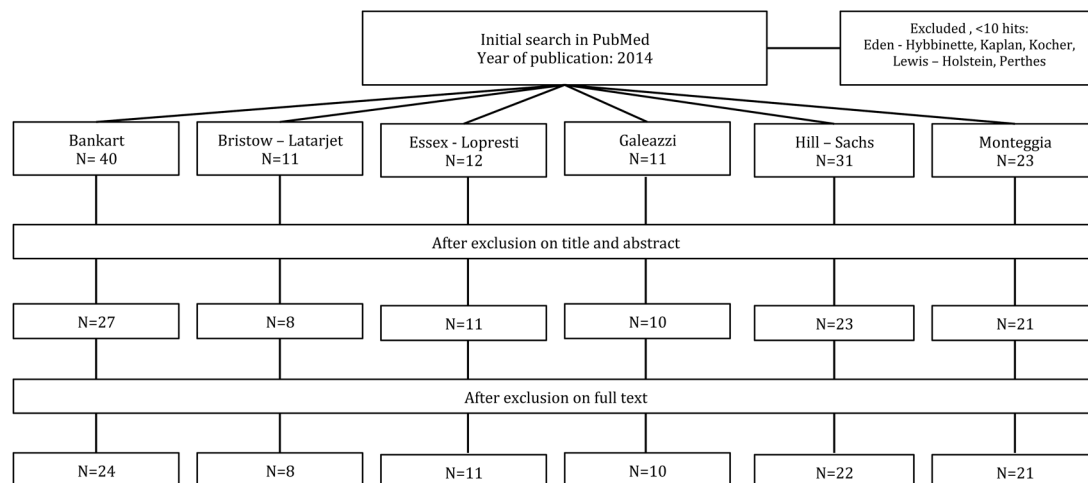 Initial search in PubMed
Year of publication: 2014
Excluded , <10 hits:
Eden - Hybbinette, Kaplan, Kocher,
Lewis – Holstein, Perthes
Bankart
N= 40
Bristow – Latarjet
N=11
Essex - Lopresti
N=12
Galeazzi
N=11
Hill – Sachs
N=31
Monteggia
N=23
After exclusion on title and abstract
N=27
N=8
N=11
N=10
N=23
N=21
After exclusion on full text
N=24
N=8
N=11
N=10
N=22
N=21